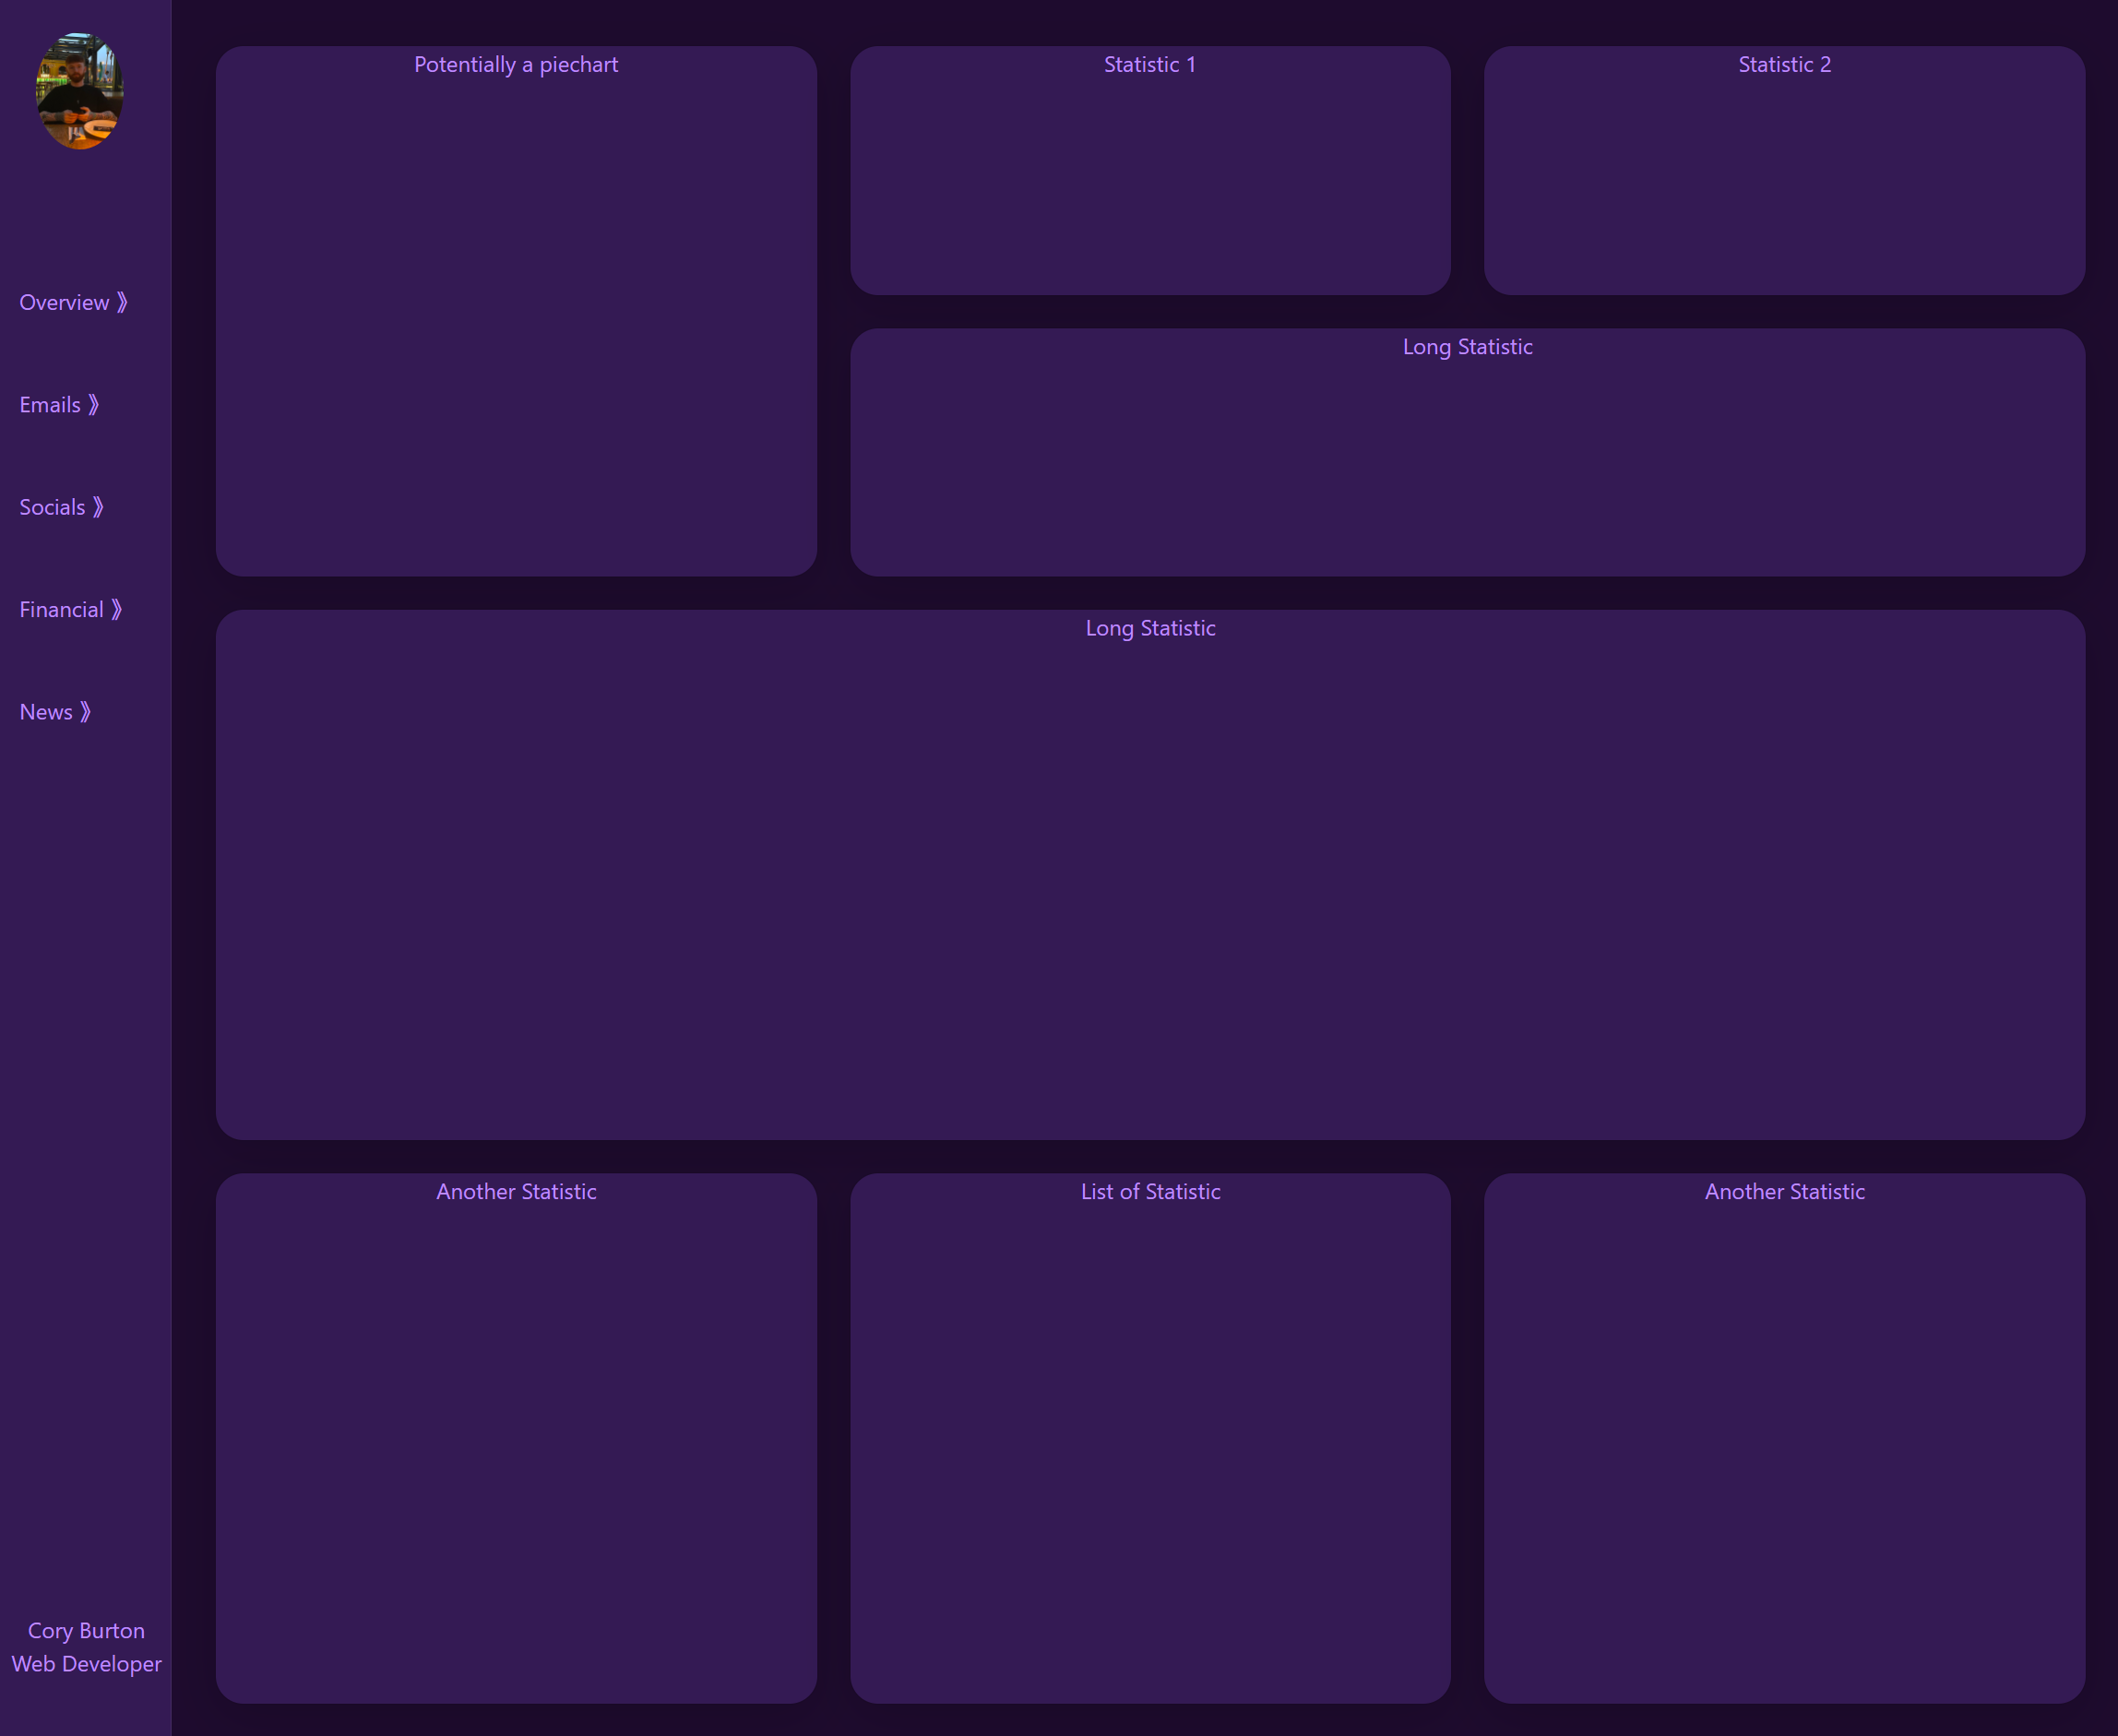 Overview 》
Emails 》
Socials 》
Financial 》
News 》
Cory Burton
Web Developer
Potentially a piechart
Statistic 1
Statistic 2
Long Statistic
Long Statistic
Another Statistic
List of Statistic
Another Statistic